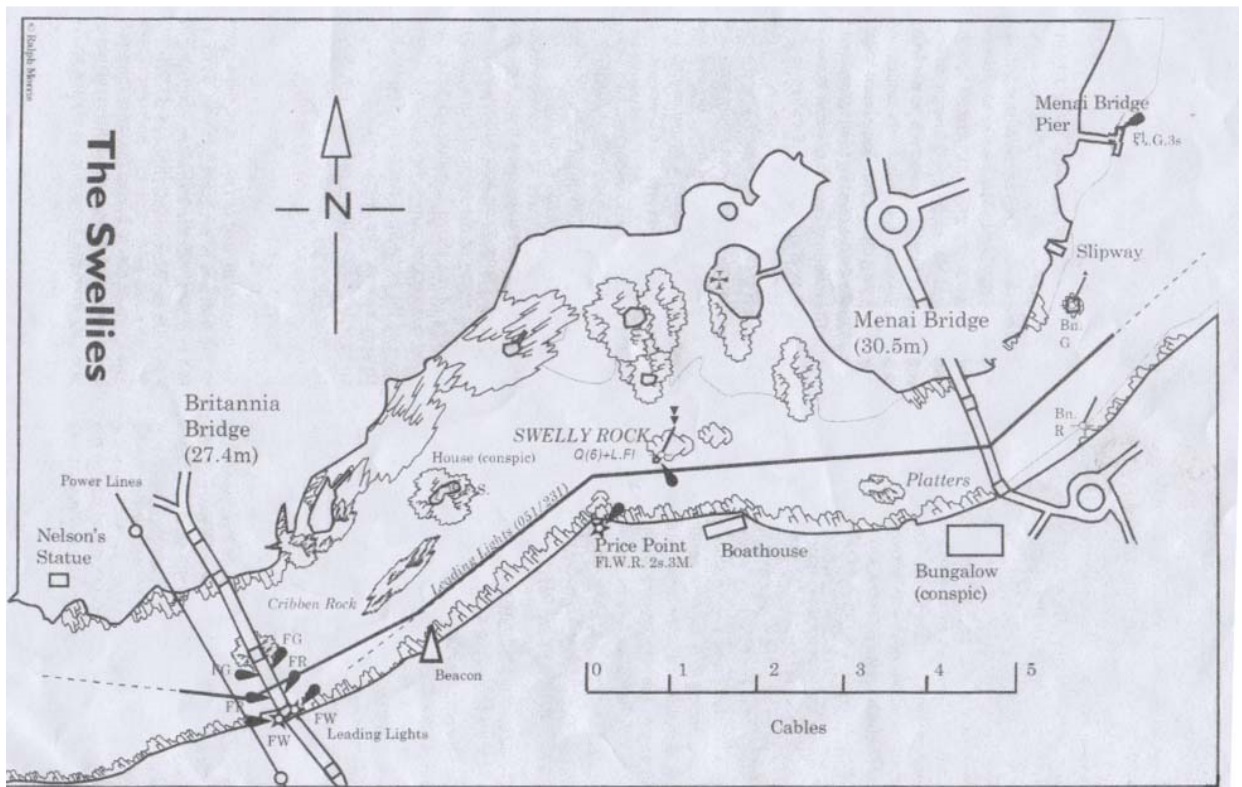 © Ralph Morris
The Swellies
N
Menai Bridge
Pier
Fl.G.3s
Slipway
Bn.
G
Menai Bridge
(30.5m)
Bn.
R
Britannia
Bridge
(27.4m)
SWELLY ROCK
Q(6)+L.Fl
House (conspic)
S.
Power Lines
Platters
Nelson's
Statue
Leading Lights (051/231)
Price Point
Fl.W.R. 2s.3M.
Boathouse
Bungalow
(conspic)
Cribben Rock
FG
FG
FR
FR
Beacon
FW
FW
Leading Lights
0 1 2 3 4 5
Cables